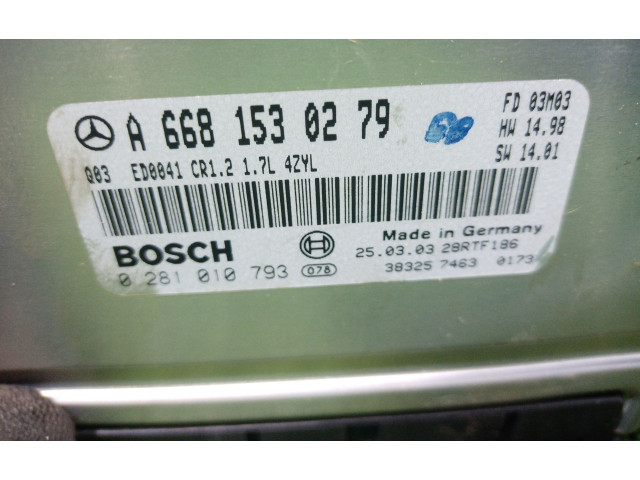 A 668 153 02 79
FD 03M03
HW 14.98
SW 14.01
Q03 ED0041 CR1.2 1.7L 4ZYL
BOSCH
Made in Germany
25.03.03 28RTF186
0 281 010 793 078
38325 7463 0173